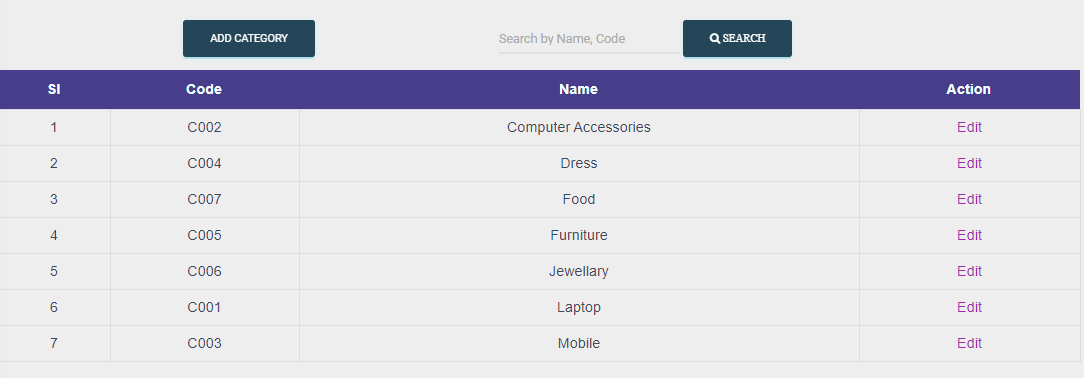 ADD CATEGORY Search by Name, Code SEARCH
Sl Code Name Action
1 C002 Computer Accessories Edit
2 C004 Dress Edit
3 C007 Food Edit
4 C005 Furniture Edit
5 C006 Jewellary Edit
6 C001 Laptop Edit
7 C003 Mobile Edit